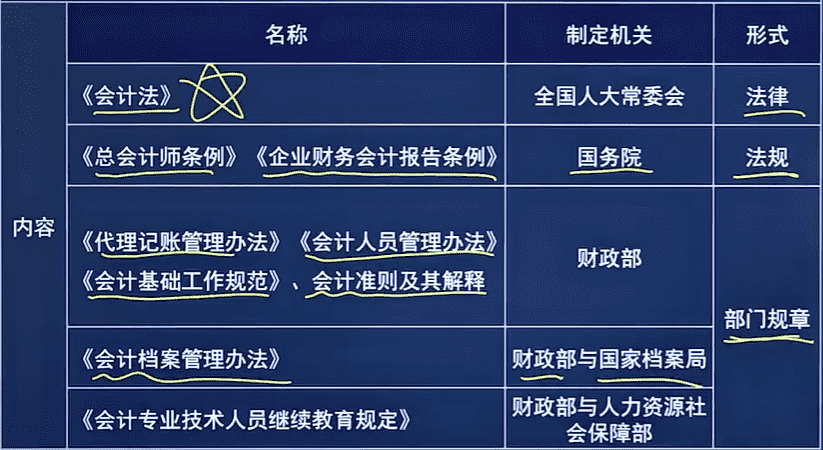 名称 制定机关 形式
内容
《会计法》 全国人大常委会 法律
《总会计师条例》《企业财务会计报告条例》 国务院 法规
《代理记账管理办法》《会计人员管理办法》
《会计基础工作规范》、会计准则及其解释
财政部
部门规章
《会计档案管理办法》 财政部与国家档案局
《会计专业技术人员继续教育规定》
财政部与人力资源社
会保障部